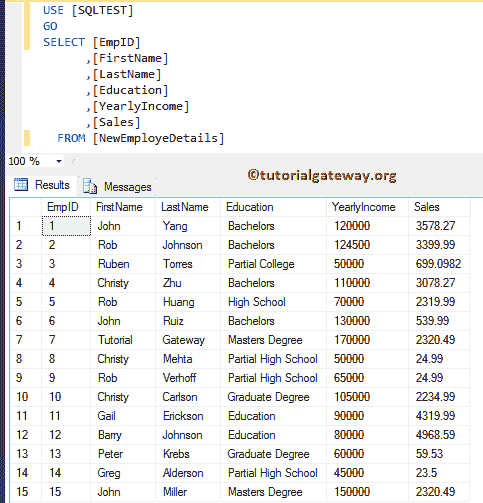 USE [SQLTEST]
GO
SELECT [EmpID]
,[FirstName]
,[LastName]
,[Education]
,[YearlyIncome]
,[Sales]
FROM [NewEmployeDetails]
100 %
©tutorialgateway.org
Results Messages
EmpID FirstName LastName Education YearlyIncome Sales
1 1 John Yang Bachelors 120000 3578.27
2 2 Rob Johnson Bachelors 124500 3399.99
3 3 Ruben Torres Partial College 50000 699.0982
4 4 Christy Zhu Bachelors 110000 3078.27
5 5 Rob Huang High School 70000 2319.99
6 6 John Ruiz Bachelors 130000 539.99
7 7 Tutorial Gateway Masters Degree 170000 2320.49
8 8 Christy Mehta Partial High School 50000 24.99
9 9 Rob Verhoff Partial High School 65000 24.99
10 10 Christy Carlson Graduate Degree 105000 2234.99
11 11 Gail Erickson Education 90000 4319.99
12 12 Barry Johnson Education 80000 4968.59
13 13 Peter Krebs Graduate Degree 60000 59.53
14 14 Greg Alderson Partial High School 45000 23.5
15 15 John Miller Masters Degree 150000 2320.49